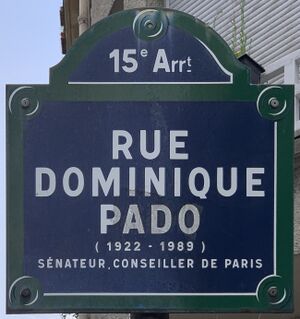 15e Arrt
RUE
DOMINIQUE
PADO
( 1922 - 1989 )
SÉNATEUR, CONSEILLER DE PARIS